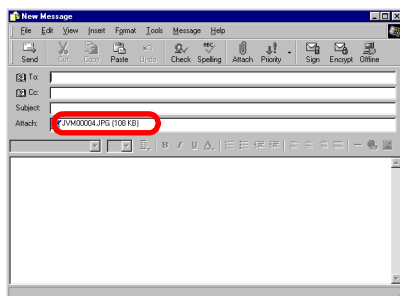 New Message
File Edit View Insert Format Tools Message Help
Send Cut Copy Paste Undo Check Spelling Attach Priority Sign Encrypt Offline
To:
Cc:
Subject:
Attach: JVM00004.JPG (108 KB)
B I U A